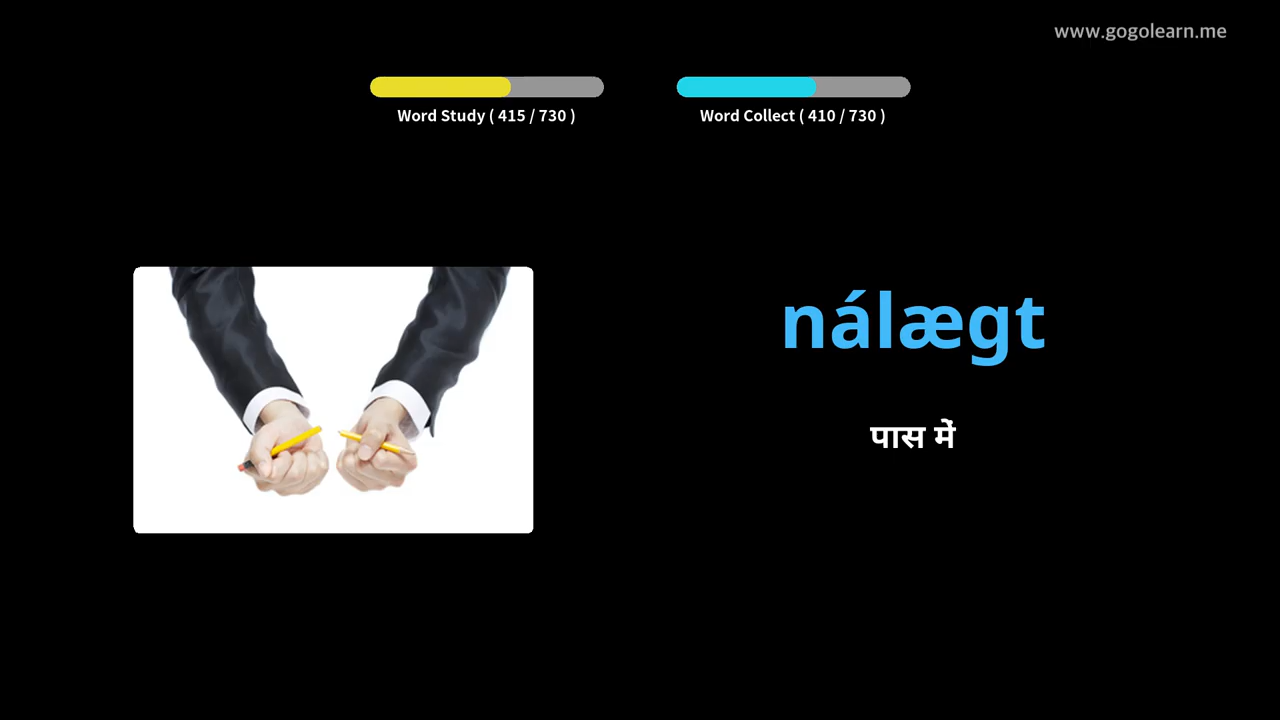 www.gogolearn.me
Word Study ( 415 / 730 )
Word Collect ( 410 / 730 )
nálægt
पास में